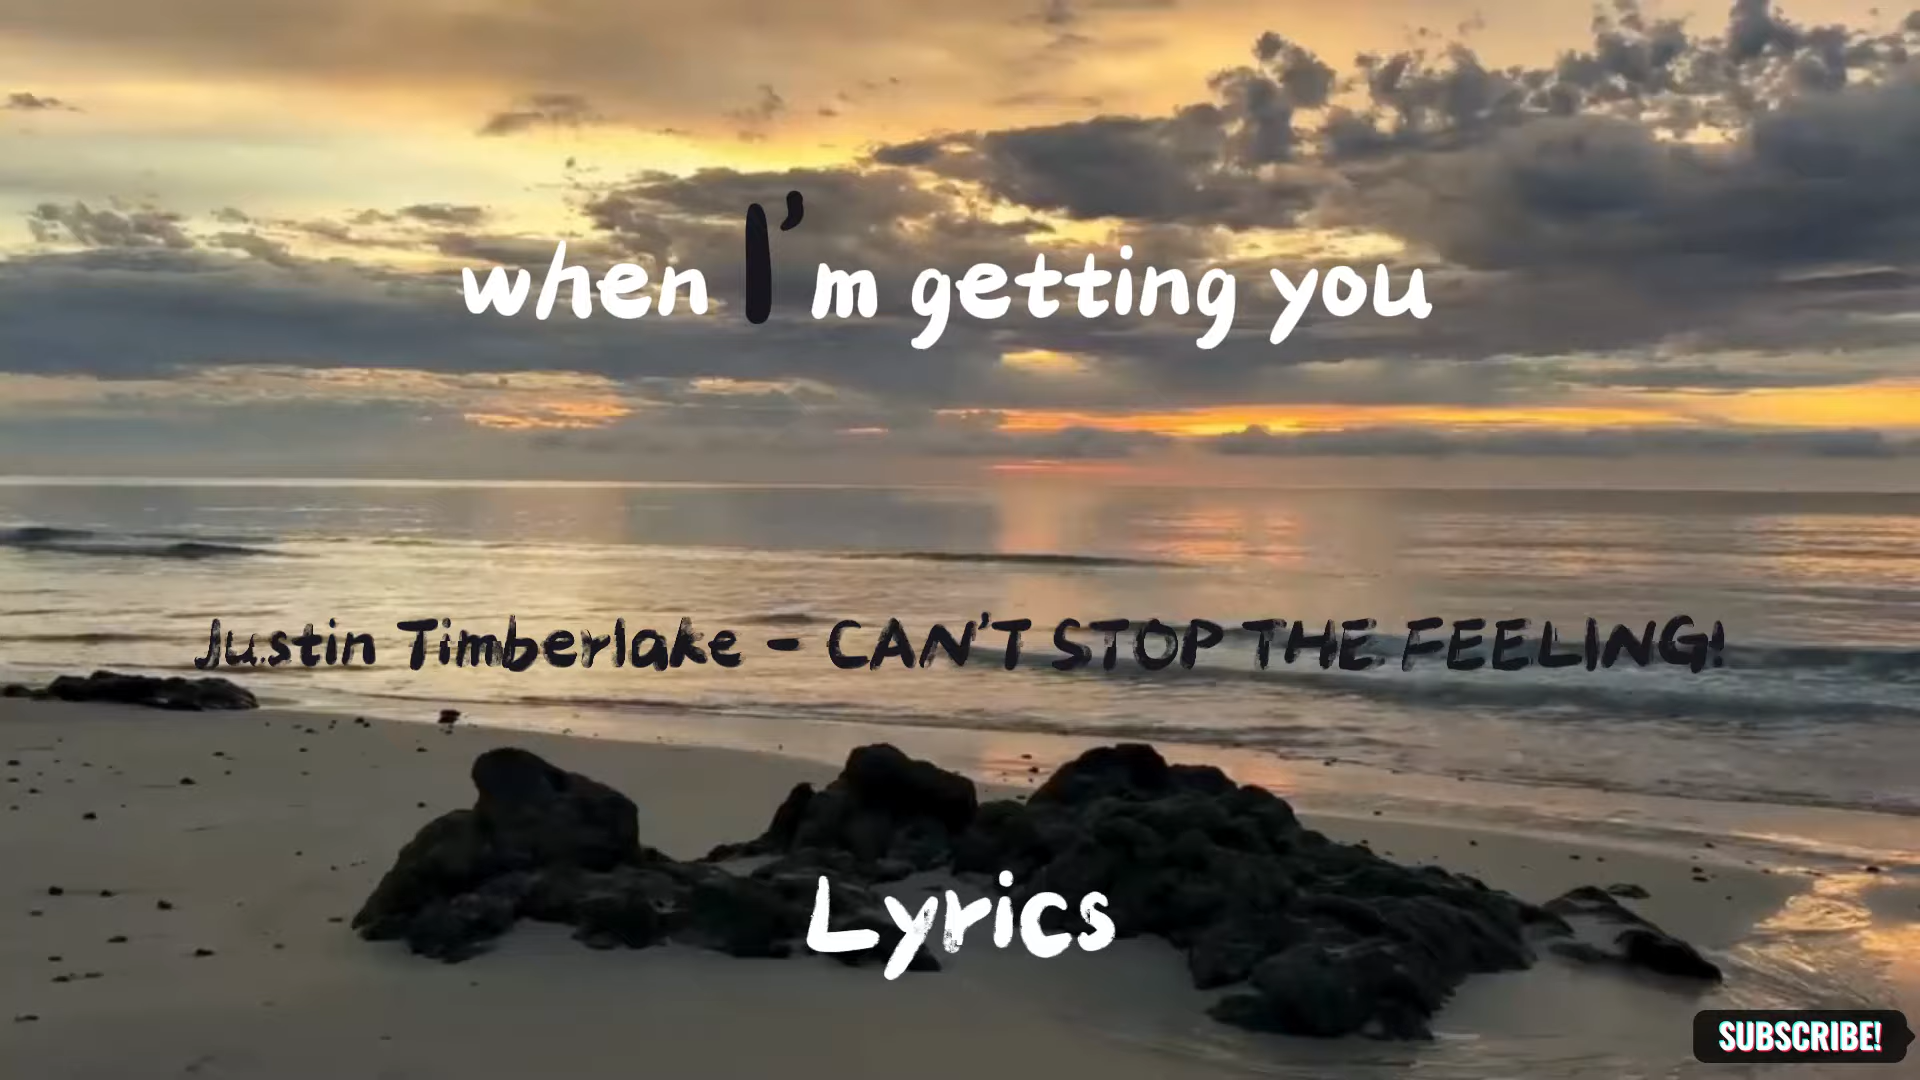 when I'm getting you
Justin Timberlake - CAN'T STOP THE FEELING!
Lyrics
SUBSCRIBE!